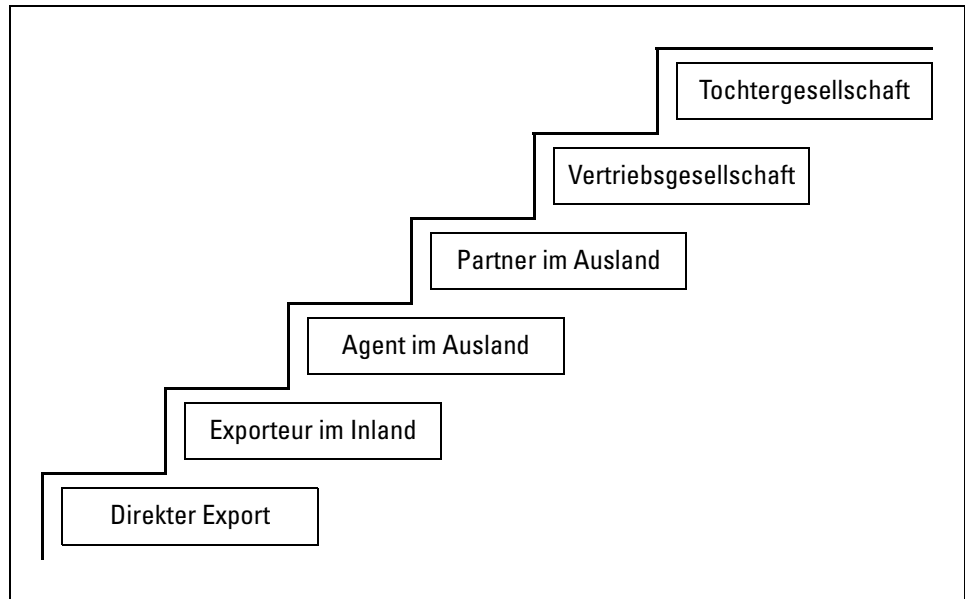 Tochtergesellschaft
Vertriebsgesellschaft
Partner im Ausland
Agent im Ausland
Exporteur im Inland
Direkter Export